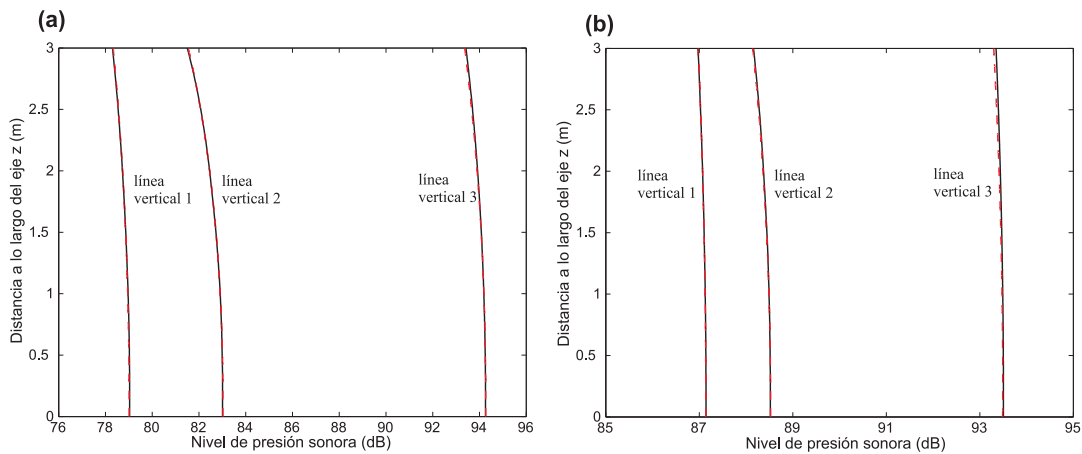 (a)
3
2.5
2
1.5
1
0.5
0
76 78 80 82 84 86 88 90 92 94 96
Distancia a lo largo del eje z (m)
Nivel de presión sonora (dB)
línea
vertical 1
línea
vertical 2
línea
vertical 3
(b)
3
2.5
2
1.5
1
0.5
0
85 87 89 91 93 95
Distancia a lo largo del eje z (m)
Nivel de presión sonora (dB)
línea
vertical 1
línea
vertical 2
línea
vertical 3